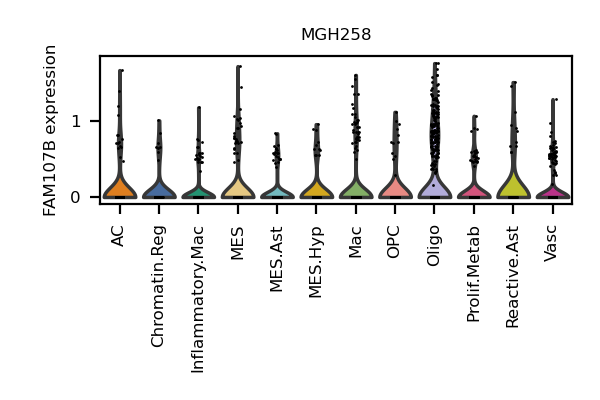 MGH258
FAM107B expression
1
0
AC
Chromatin.Reg
Inflammatory.Mac
MES
MES.Ast
MES.Hyp
Mac
OPC
Oligo
Prolif.Metab
Reactive.Ast
Vasc